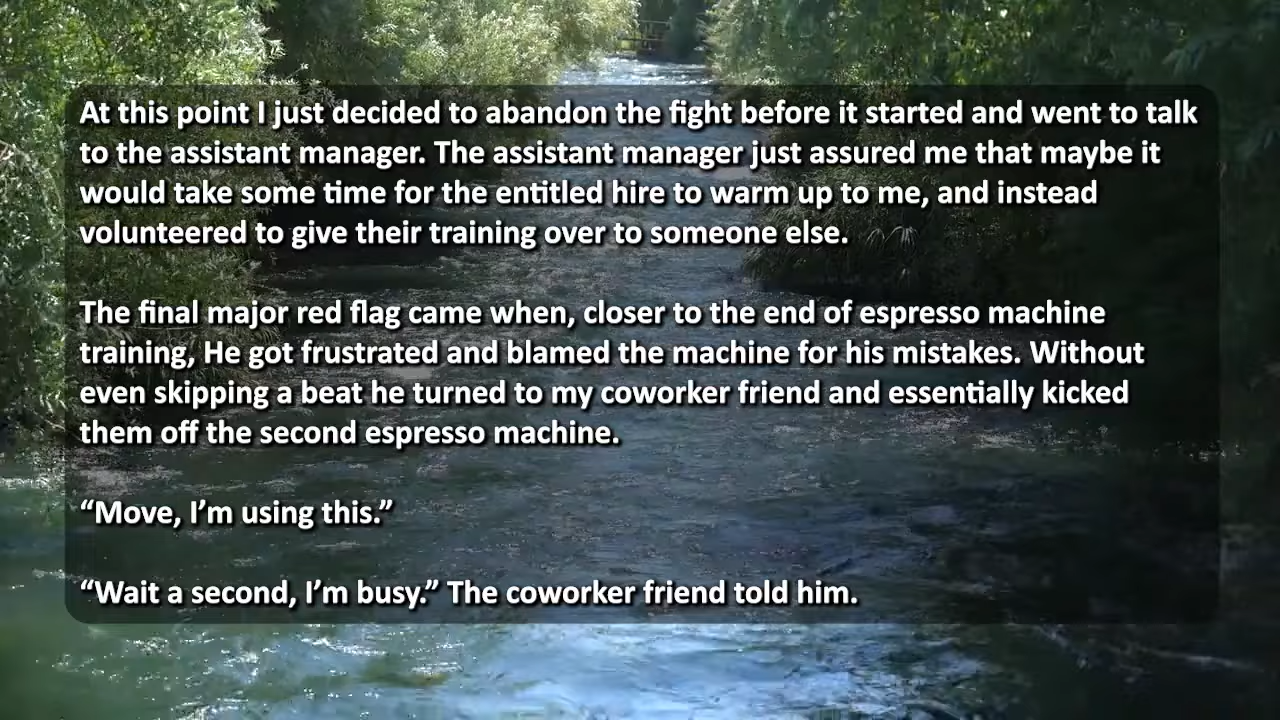 At this point I just decided to abandon the fight before it started and went to talk
to the assistant manager. The assistant manager just assured me that maybe it
would take some time for the entitled hire to warm up to me, and instead
volunteered to give their training over to someone else.
The final major red flag came when, closer to the end of espresso machine
training, He got frustrated and blamed the machine for his mistakes. Without
even skipping a beat he turned to my coworker friend and essentially kicked
them off the second espresso machine.
“Move, I’m using this.”
“Wait a second, I’m busy.” The coworker friend told him.